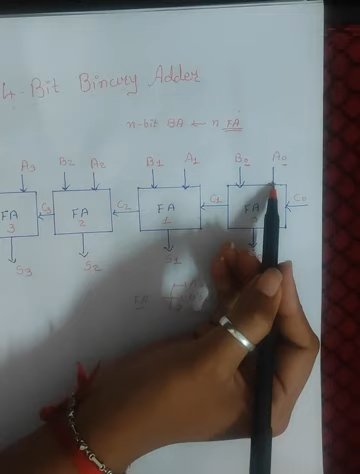 4-Bit Binary Adder
n-bit BA ← n FA
A3 B2 A2 B1 A1 B0 A0
FA C3 FA C2 FA C1 C0
3 2 1
S3 S2 S1
FA